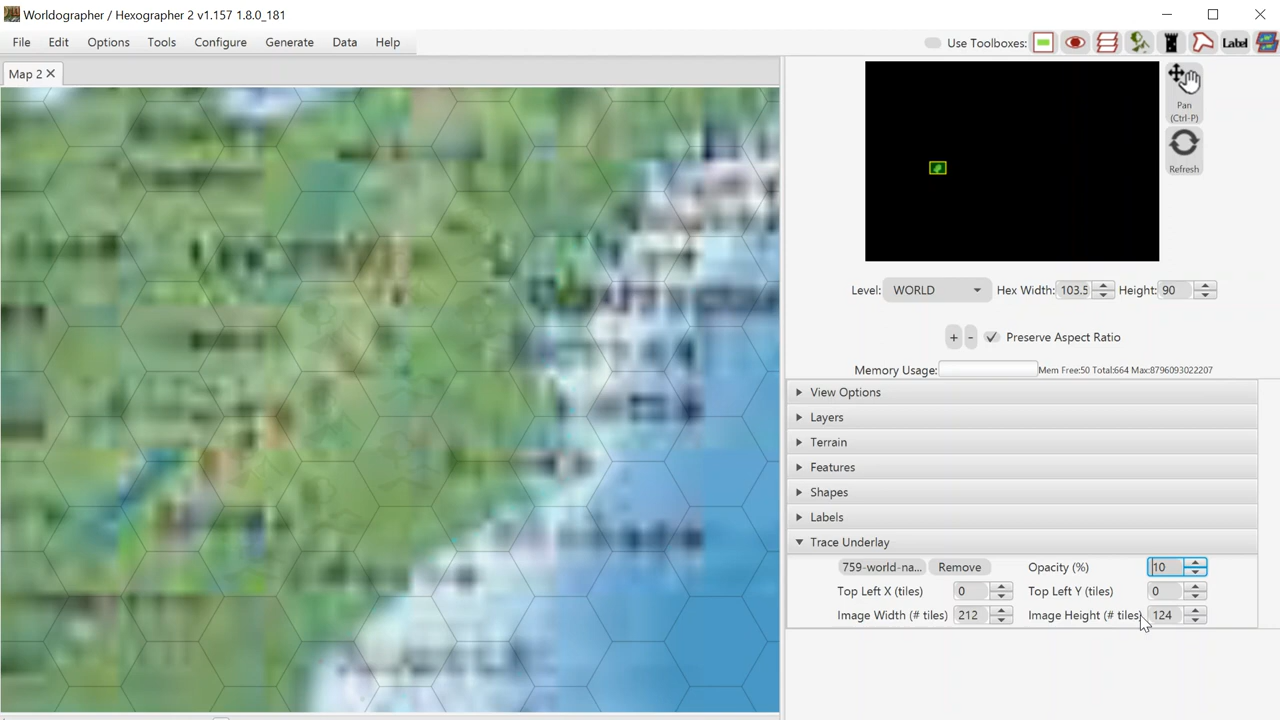 Worldographer / Hexographer 2 v1.157 1.8.0_181
File Edit Options Tools Configure Generate Data Help
Use Toolboxes:
Label
Map 2
Pan
(Ctrl-P)
Refresh
Level: WORLD Hex Width: 103.5 Height: 90
+ - Preserve Aspect Ratio
Memory Usage: Mem Free:50 Total:664 Max:8796093022207
View Options
Layers
Terrain
Features
Shapes
Labels
Trace Underlay
759-world-na... Remove Opacity (%) 10
Top Left X (tiles) 0 Top Left Y (tiles) 0
Image Width (# tiles) 212 Image Height (# tiles) 124